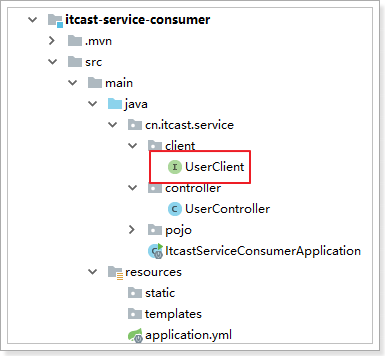 itcast-service-consumer
.mvn
src
main
java
cn.itcast.service
client
I UserClient
controller
C UserController
pojo
C ItcastServiceConsumerApplication
resources
static
templates
application.yml